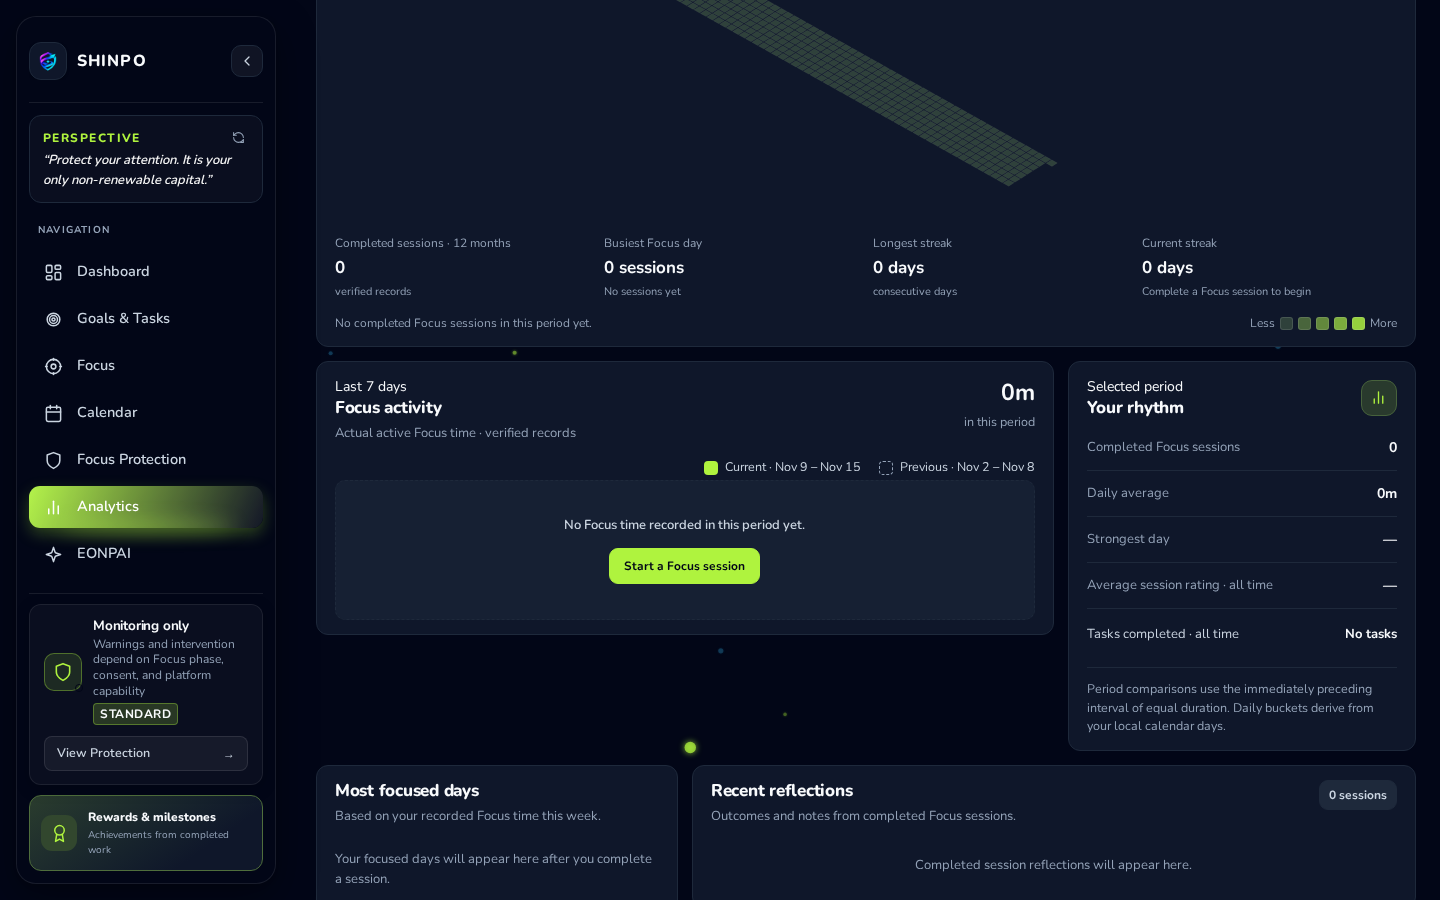 SHINPO
PERSPECTIVE
“Protect your attention. It is your
only non-renewable capital.”
NAVIGATION
Dashboard
Goals & Tasks
Focus
Calendar
Focus Protection
Analytics
EONPAI
Monitoring only
Warnings and intervention
depend on Focus phase,
consent, and platform
capability
STANDARD
View Protection →
Rewards & milestones
Achievements from completed
work
Completed sessions · 12 months
0
verified records
Busiest Focus day
0 sessions
No sessions yet
Longest streak
0 days
consecutive days
Current streak
0 days
Complete a Focus session to begin
No completed Focus sessions in this period yet.
Less More
Last 7 days
Focus activity
Actual active Focus time · verified records
0m
in this period
Current · Nov 9 – Nov 15 Previous · Nov 2 – Nov 8
No Focus time recorded in this period yet.
Start a Focus session
Selected period
Your rhythm
Completed Focus sessions 0
Daily average 0m
Strongest day —
Average session rating · all time —
Tasks completed · all time No tasks
Period comparisons use the immediately preceding
interval of equal duration. Daily buckets derive from
your local calendar days.
Most focused days
Based on your recorded Focus time this week.
Your focused days will appear here after you complete
a session.
Recent reflections
Outcomes and notes from completed Focus sessions.
0 sessions
Completed session reflections will appear here.